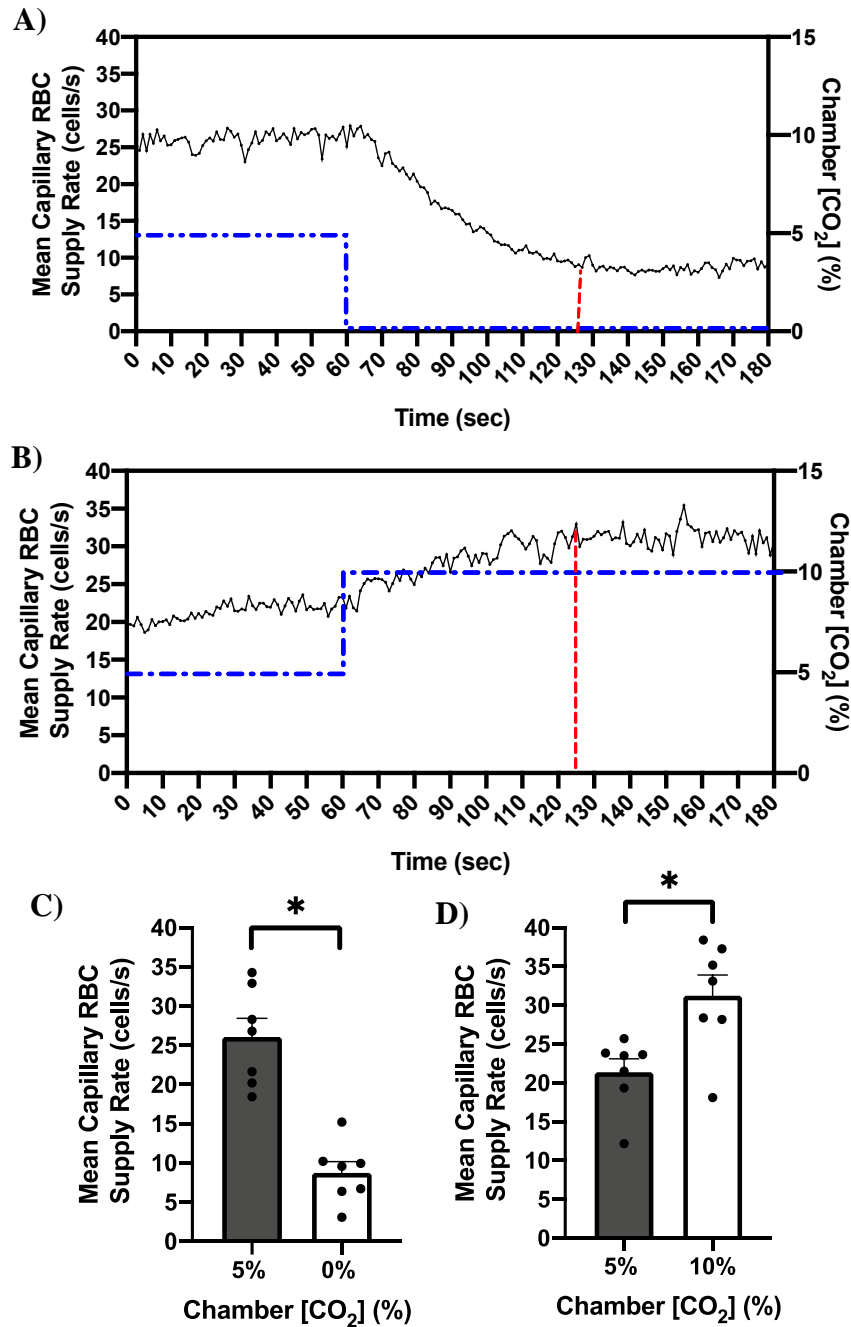 A)
Mean Capillary RBC
Supply Rate (cells/s)
40
35
30
25
20
15
10
5
0
15
10
5
0
Chamber [CO2]
(%)
0 10 20 30 40 50 60 70 80 90 100 110 120 130 140 150 160 170 180
Time (sec)
B)
Mean Capillary RBC
Supply Rate (cells/s)
40
35
30
25
20
15
10
5
0
15
10
5
0
Chamber [CO2]
(%)
0 10 20 30 40 50 60 70 80 90 100 110 120 130 140 150 160 170 180
Time (sec)
C)
*
Mean Capillary RBC
Supply Rate (cells/s)
40
35
30
25
20
15
10
5
0
5% 0%
Chamber [CO2] (%)
D)
*
Mean Capillary RBC
Supply Rate (cells/s)
40
35
30
25
20
15
10
5
0
5% 10%
Chamber [CO2] (%)